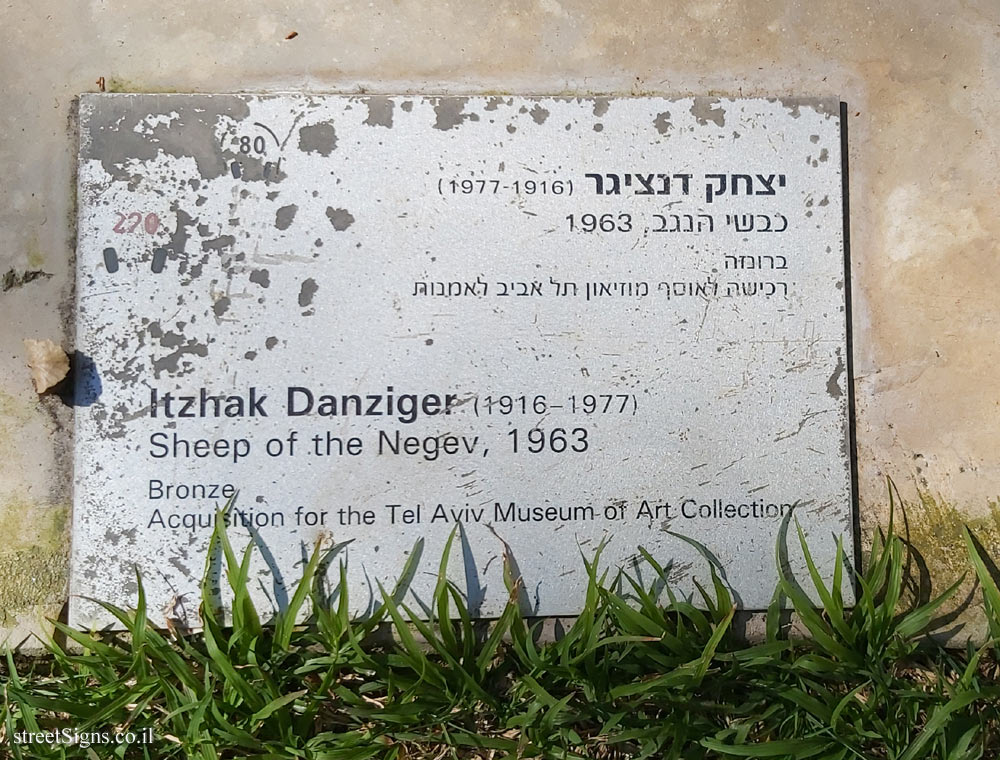 80
270
יצחק דנציגר (1916-1977)
כבשי הנגב, 1963
ברונזה
רכישה לאוסף מוזיאון תל אביב לאמנות
Itzhak Danziger (1916–1977)
Sheep of the Negev, 1963
Bronze
Acquisition for the Tel Aviv Museum of Art Collection
streetSigns.co.il